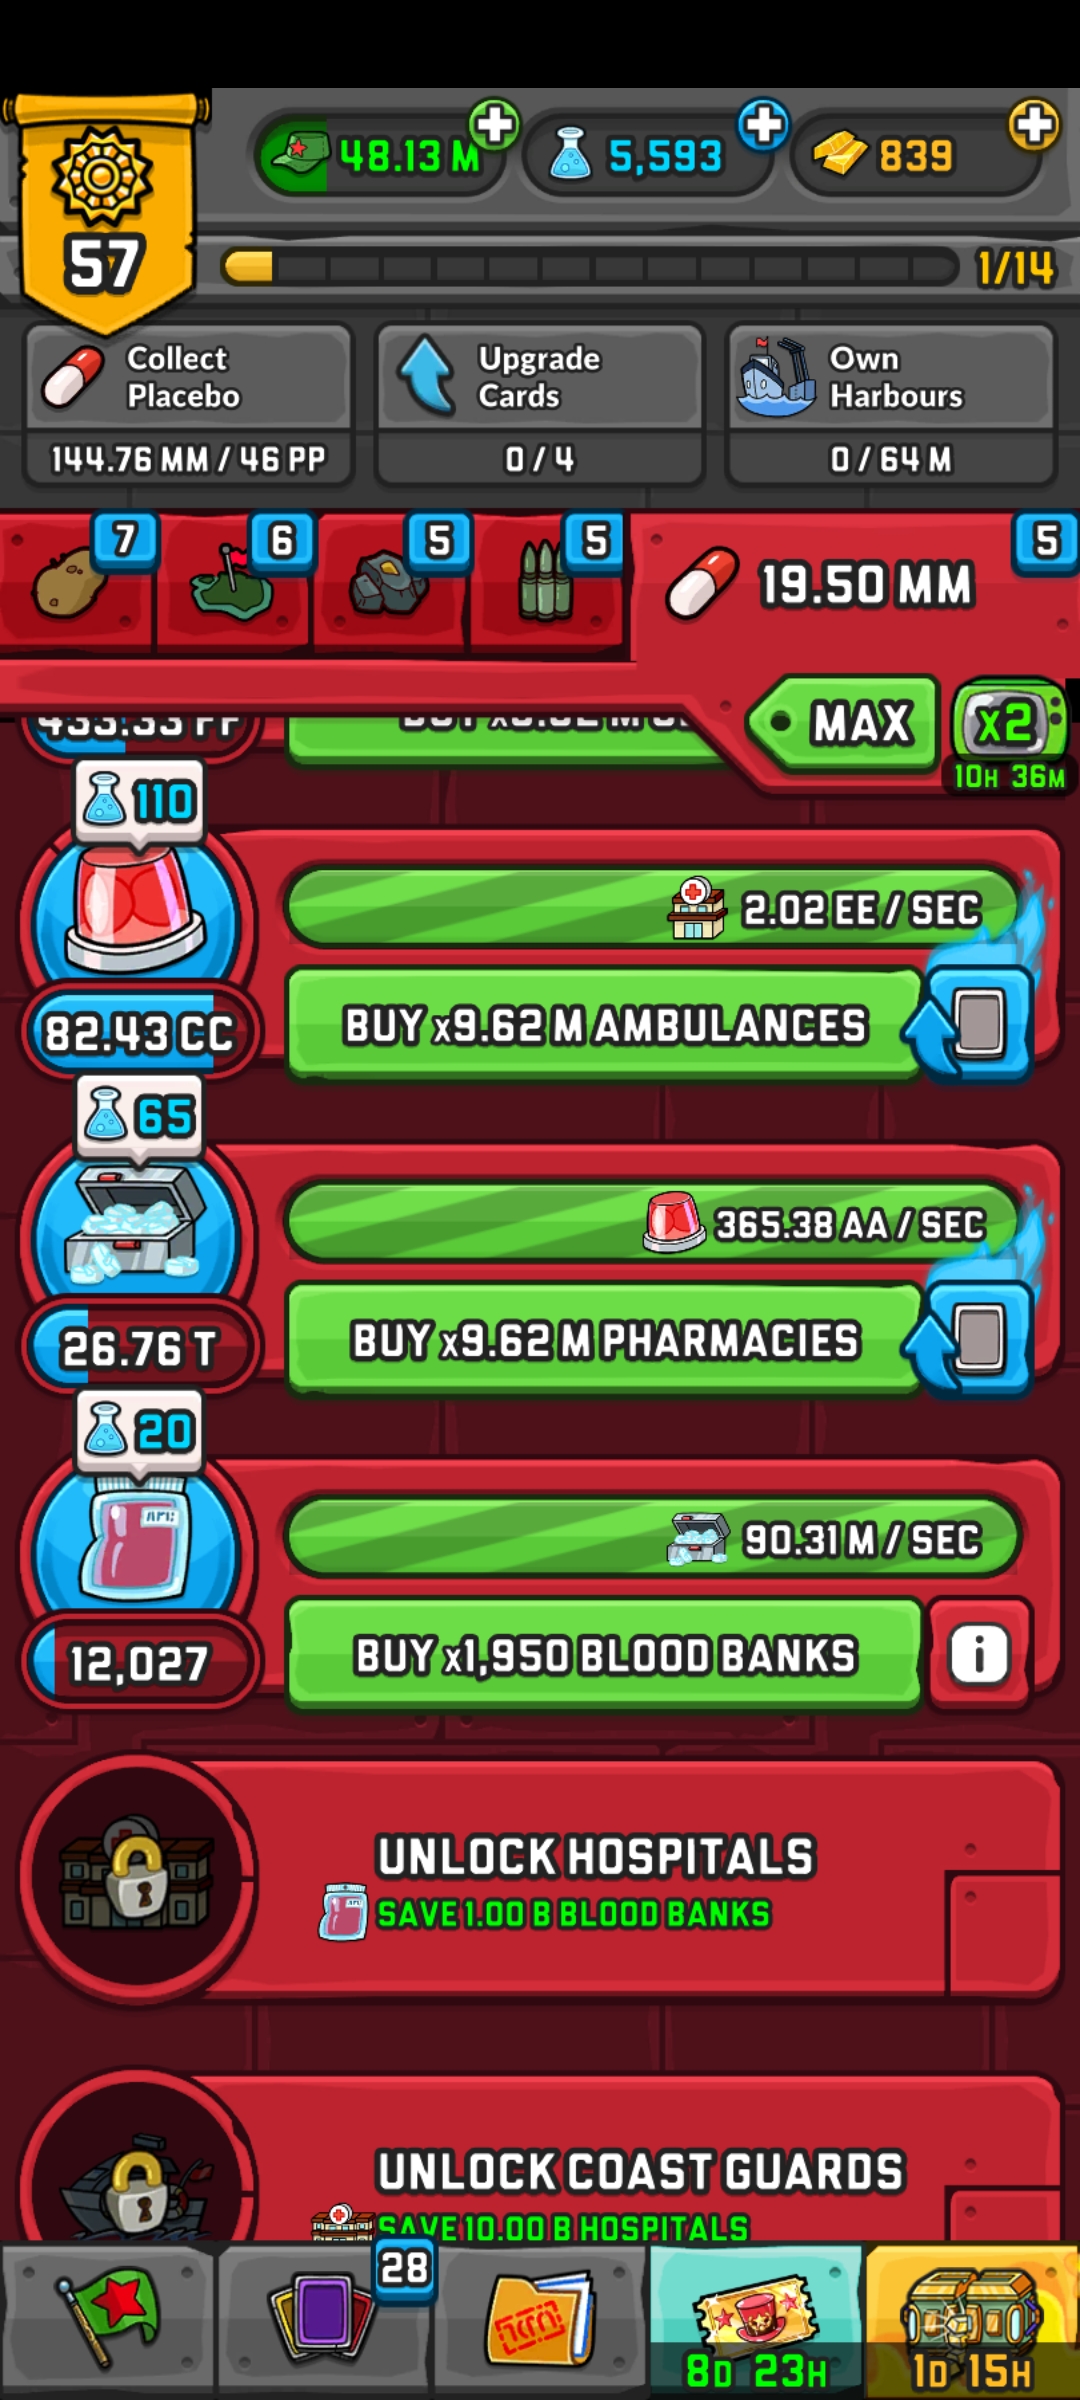 48.13 M
5,593
839
57
1/14
Collect
Placebo
144.76 MM / 46 PP
Upgrade
Cards
0 / 4
Own
Harbours
0 / 64 M
7
6
5
5
19.50 MM
5
MAX
x2
10H 36M
433.33 FF
110
2.02 EE / SEC
82.43 CC
BUY x9.62 M AMBULANCES
65
365.38 AA / SEC
26.76 T
BUY x9.62 M PHARMACIES
20
90.31 M / SEC
12,027
BUY x1,950 BLOOD BANKS
i
UNLOCK HOSPITALS
SAVE 1.00 B BLOOD BANKS
UNLOCK COAST GUARDS
SAVE 10.00 B HOSPITALS
28
8D 23H
1D 15H